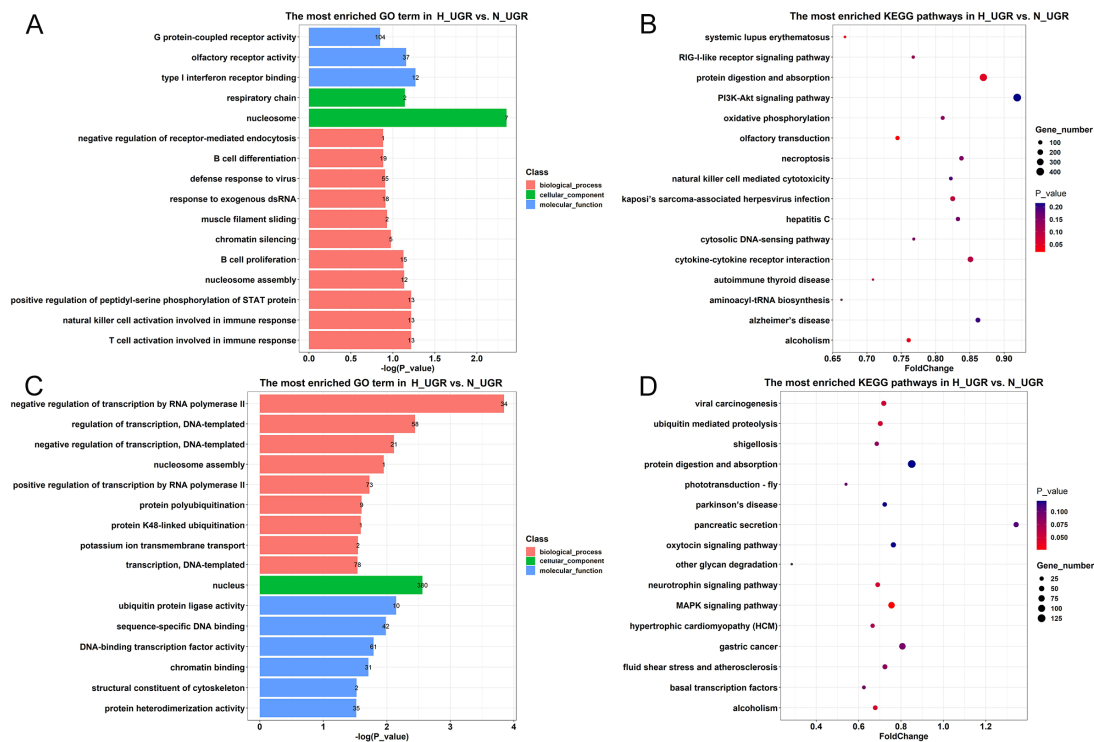 A
The most enriched GO term in H_UGR vs. N_UGR
G protein-coupled receptor activity 104
olfactory receptor activity 37
type I interferon receptor binding 12
respiratory chain 2
nucleosome 7
negative regulation of receptor-mediated endocytosis 1
B cell differentiation 19
defense response to virus 55
response to exogenous dsRNA 18
muscle filament sliding 2
chromatin silencing 5
B cell proliferation 15
nucleosome assembly 12
positive regulation of peptidyl-serine phosphorylation of STAT protein 13
natural killer cell activation involved in immune response 13
T cell activation involved in immune response 13
0.0 0.5 1.0 1.5 2.0
-log(P_value)
Class
biological_process
cellular_component
molecular_function
B
The most enriched KEGG pathways in H_UGR vs. N_UGR
systemic lupus erythematosus
RIG-I-like receptor signaling pathway
protein digestion and absorption
PI3K-Akt signaling pathway
oxidative phosphorylation
olfactory transduction
necroptosis
natural killer cell mediated cytotoxicity
kaposi's sarcoma-associated herpesvirus infection
hepatitis C
cytosolic DNA-sensing pathway
cytokine-cytokine receptor interaction
autoimmune thyroid disease
aminoacyl-tRNA biosynthesis
alzheimer's disease
alcoholism
0.65 0.70 0.75 0.80 0.85 0.90
FoldChange
Gene_number
100
200
300
400
P_value
0.20
0.15
0.10
0.05
C
The most enriched GO term in H_UGR vs. N_UGR
negative regulation of transcription by RNA polymerase II 34
regulation of transcription, DNA-templated 58
negative regulation of transcription, DNA-templated 21
nucleosome assembly 1
positive regulation of transcription by RNA polymerase II 73
protein polyubiquitination 9
protein K48-linked ubiquitination 1
potassium ion transmembrane transport 2
transcription, DNA-templated 78
nucleus 380
ubiquitin protein ligase activity 10
sequence-specific DNA binding 42
DNA-binding transcription factor activity 61
chromatin binding 31
structural constituent of cytoskeleton 2
protein heterodimerization activity 35
0 1 2 3 4
-log(P_value)
Class
biological_process
cellular_component
molecular_function
D
The most enriched KEGG pathways in H_UGR vs. N_UGR
viral carcinogenesis
ubiquitin mediated proteolysis
shigellosis
protein digestion and absorption
phototransduction - fly
parkinson's disease
pancreatic secretion
oxytocin signaling pathway
other glycan degradation
neurotrophin signaling pathway
MAPK signaling pathway
hypertrophic cardiomyopathy (HCM)
gastric cancer
fluid shear stress and atherosclerosis
basal transcription factors
alcoholism
0.4 0.6 0.8 1.0 1.2
FoldChange
P_value
0.100
0.075
0.050
Gene_number
25
50
75
100
125